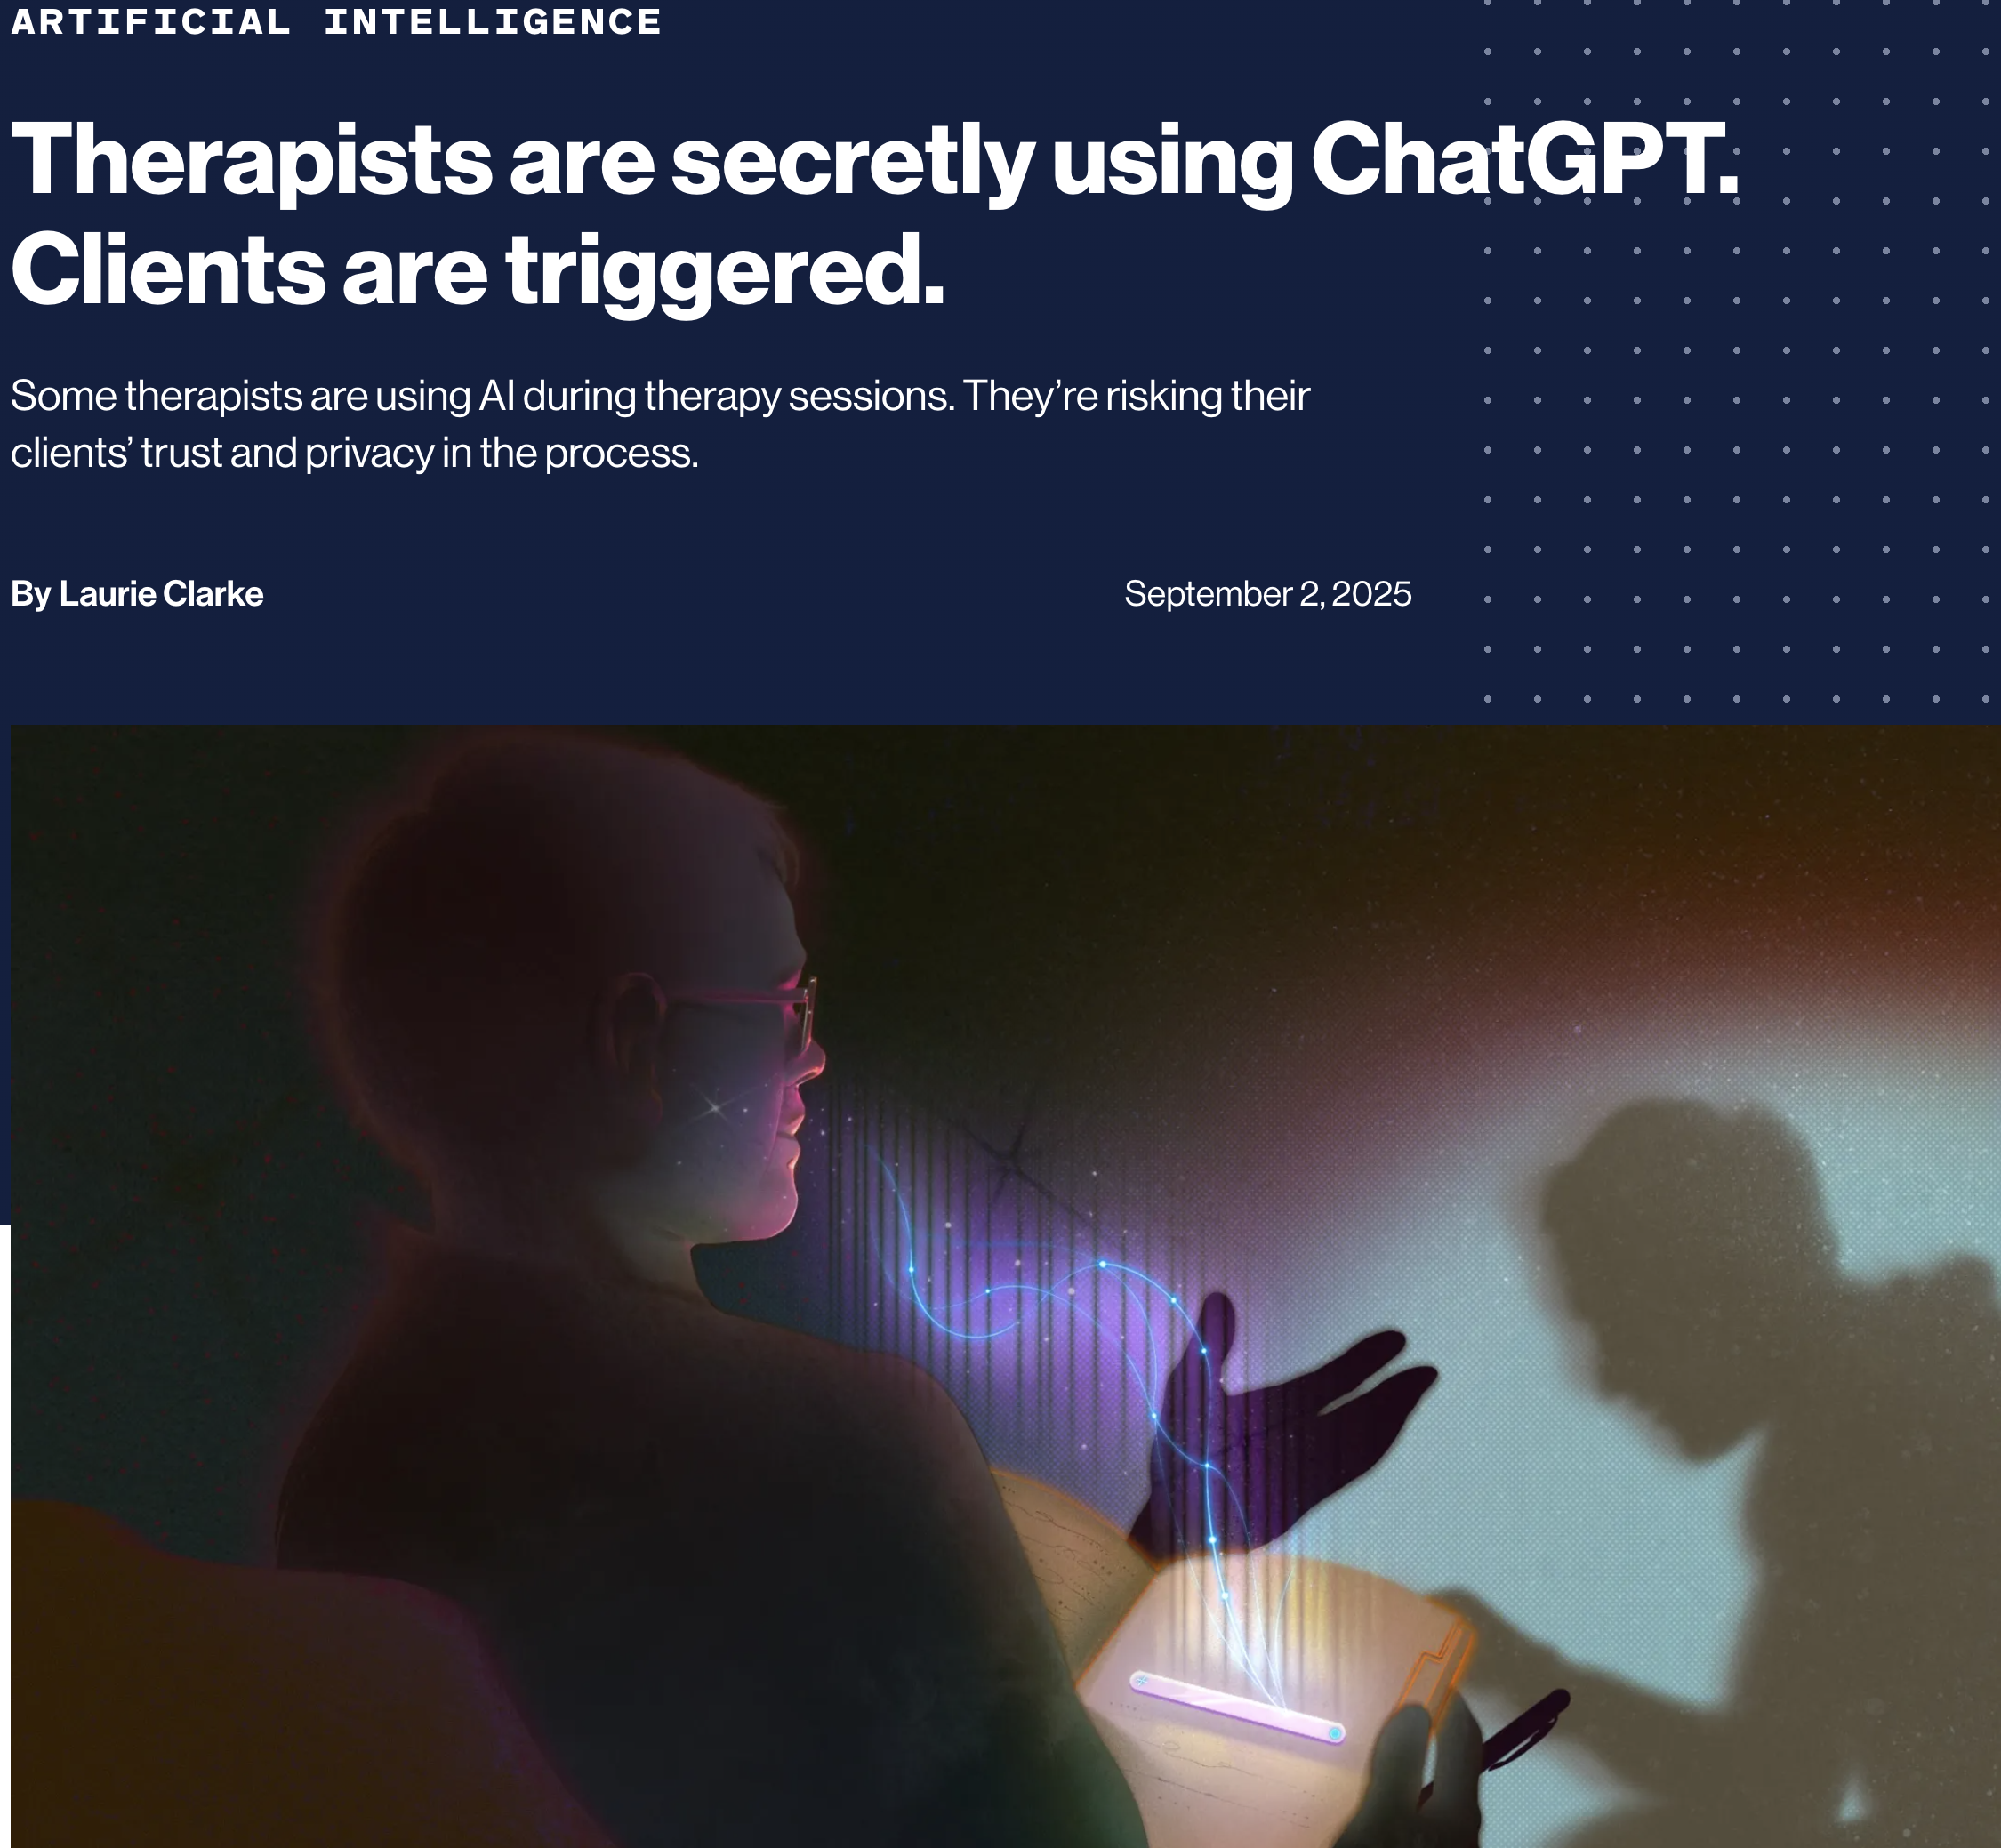 ARTIFICIAL INTELLIGENCE
Therapists are secretly using ChatGPT.
Clients are triggered.
Some therapists are using AI during therapy sessions. They’re risking their
clients’ trust and privacy in the process.
By Laurie Clarke
September 2, 2025